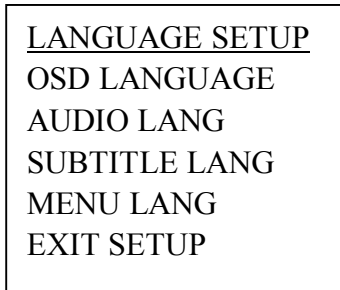 LANGUAGE SETUP
OSD LANGUAGE
AUDIO LANG
SUBTITLE LANG
MENU LANG
EXIT SETUP